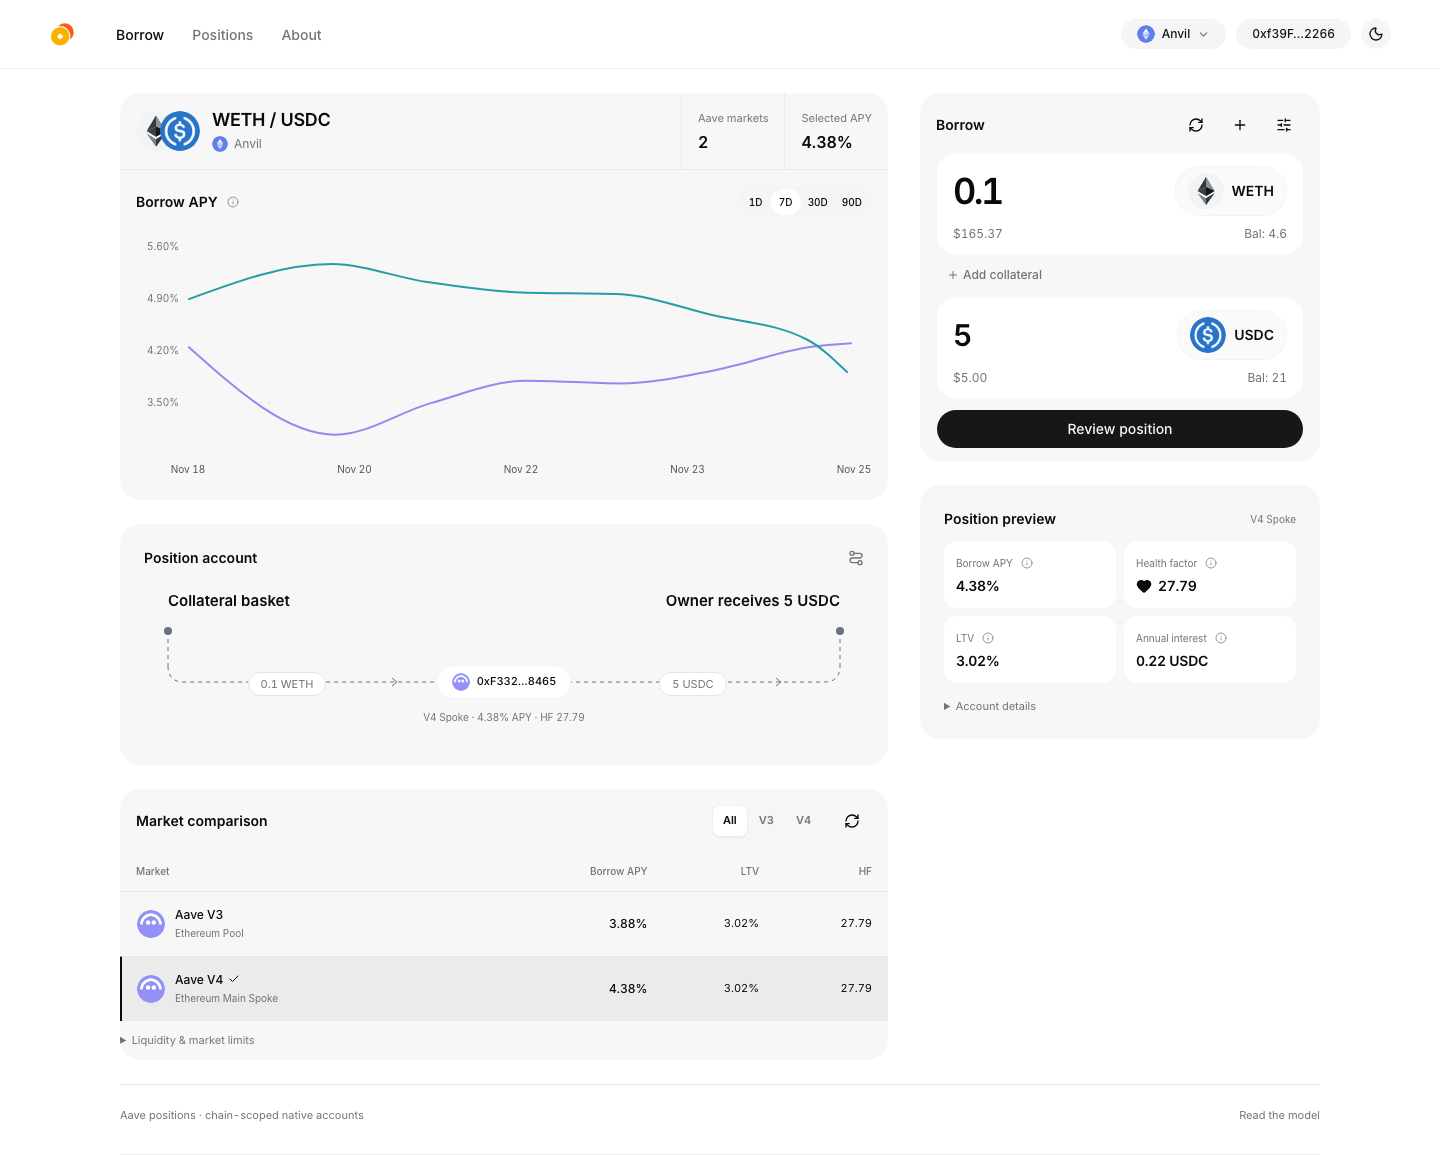 Borrow
Positions
About
Anvil
0xf39F...2266
WETH / USDC
Anvil
Aave markets
2
Selected APY
4.38%
Borrow APY
1D 7D 30D 90D
5.60%
4.90%
4.20%
3.50%
Nov 18 Nov 20 Nov 22 Nov 23 Nov 25
Borrow
0.1
WETH
$165.37
Bal: 4.6
+ Add collateral
5
USDC
$5.00
Bal: 21
Review position
Position preview
V4 Spoke
Borrow APY
4.38%
Health factor
27.79
LTV
3.02%
Annual interest
0.22 USDC
Account details
Position account
Collateral basket
Owner receives 5 USDC
0.1 WETH
0xF332...8465
5 USDC
V4 Spoke · 4.38% APY · HF 27.79
Market comparison
All V3 V4
Market Borrow APY LTV HF
Aave V3
Ethereum Pool
3.88% 3.02% 27.79
Aave V4
Ethereum Main Spoke
4.38% 3.02% 27.79
Liquidity & market limits
Aave positions · chain-scoped native accounts
Read the model